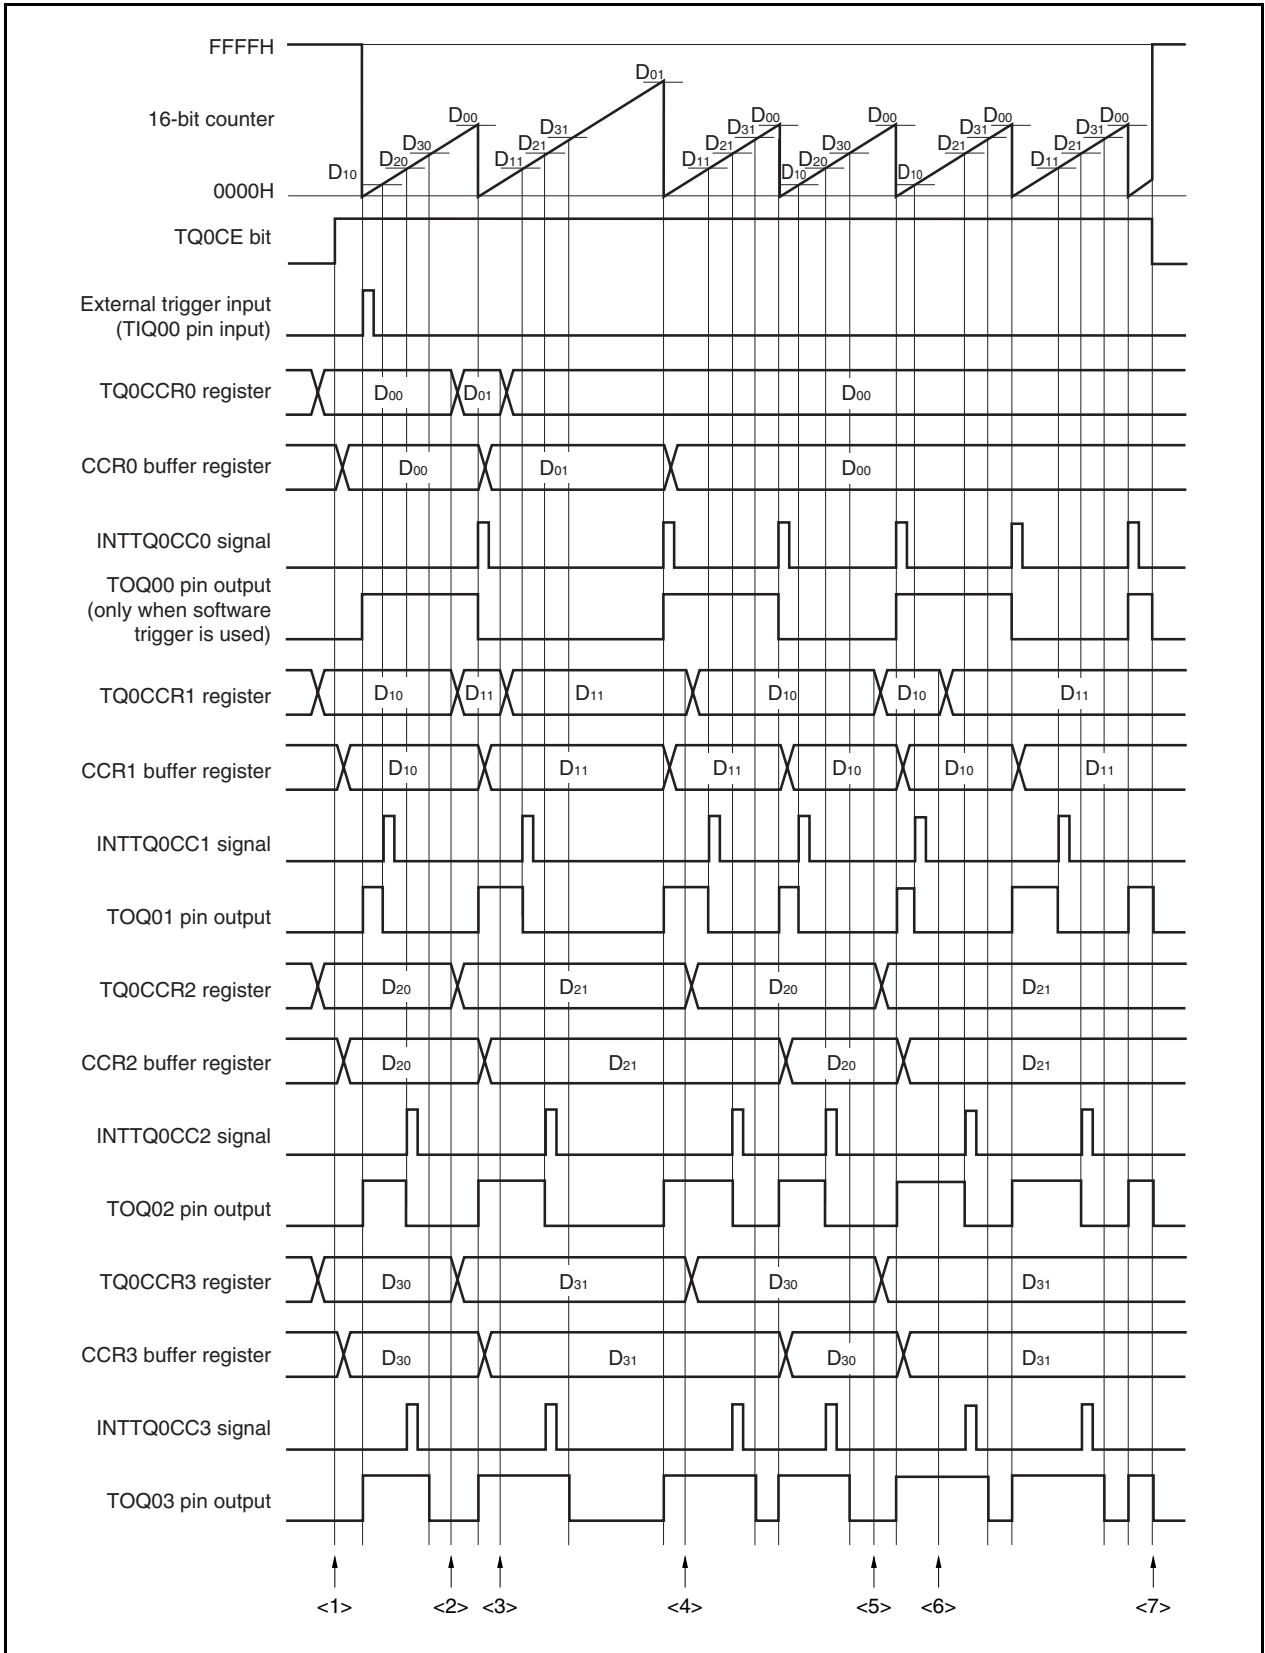 FFFFH
D01
16-bit counter
D00 D00 D00 D00 D00
D30 D31 D31 D30 D31 D31
D20 D21 D21 D20 D21 D21
D10 D11 D11 D10 D10 D11
0000H
TQ0CE bit
External trigger input
(TIQ00 pin input)
TQ0CCR0 register D00 D01 D00
CCR0 buffer register D00 D01 D00
INTTQ0CC0 signal
TOQ00 pin output
(only when software
trigger is used)
TQ0CCR1 register D10 D11 D11 D10 D10 D11
CCR1 buffer register D10 D11 D11 D10 D10 D11
INTTQ0CC1 signal
TOQ01 pin output
TQ0CCR2 register D20 D21 D20 D21
CCR2 buffer register D20 D21 D20 D21
INTTQ0CC2 signal
TOQ02 pin output
TQ0CCR3 register D30 D31 D30 D31
CCR3 buffer register D30 D31 D30 D31
INTTQ0CC3 signal
TOQ03 pin output
<1> <2> <3> <4> <5> <6> <7>